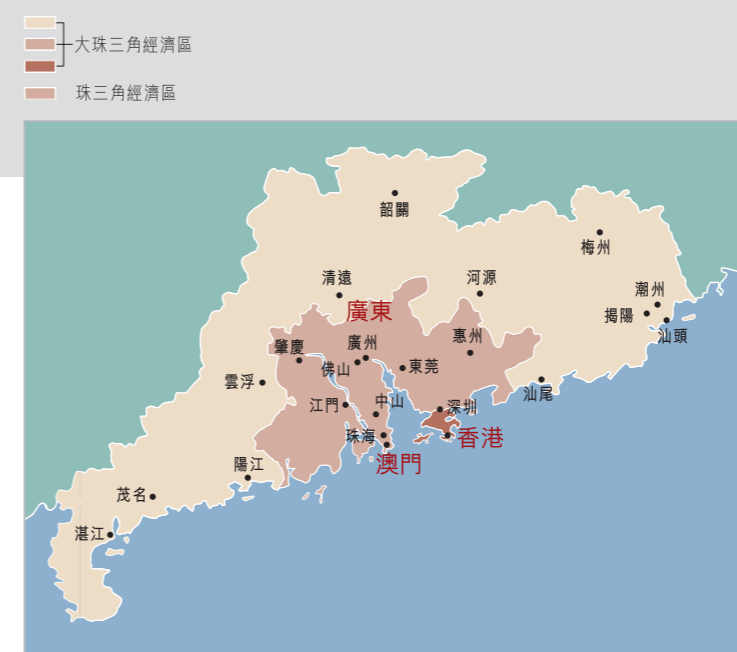 大珠三角經濟區
珠三角經濟區
韶關
梅州
清遠
河源
潮州
廣東
揭陽
汕頭
惠州
廣州
肇慶
佛山
東莞
雲浮
汕尾
江門
中山
深圳
珠海
香港
澳門
陽江
茂名
湛江